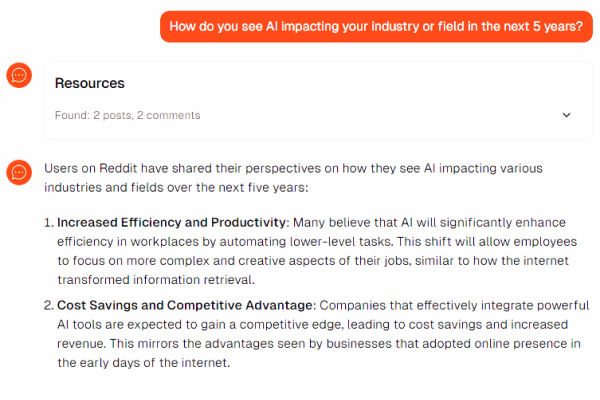 How do you see AI impacting your industry or field in the next 5 years?
Resources
Found: 2 posts, 2 comments
Users on Reddit have shared their perspectives on how they see AI impacting various
industries and fields over the next five years:
1. Increased Efficiency and Productivity: Many believe that AI will significantly enhance
efficiency in workplaces by automating lower-level tasks. This shift will allow employees
to focus on more complex and creative aspects of their jobs, similar to how the internet
transformed information retrieval.
2. Cost Savings and Competitive Advantage: Companies that effectively integrate powerful
AI tools are expected to gain a competitive edge, leading to cost savings and increased
revenue. This mirrors the advantages seen by businesses that adopted online presence in
the early days of the internet.